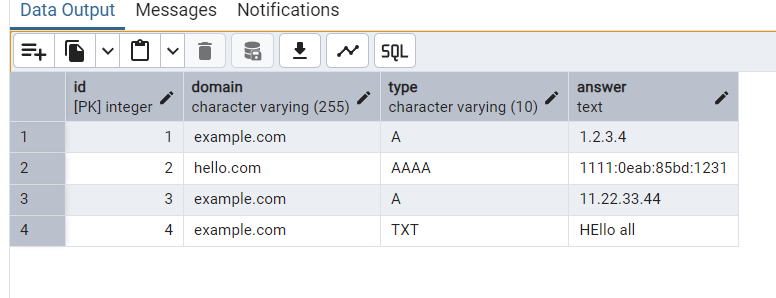 Data Output Messages Notifications
SQL
id domain type answer
[PK] integer character varying (255) character varying (10) text
1 1 example.com A 1.2.3.4
2 2 hello.com AAAA 1111:0eab:85bd:1231
3 3 example.com A 11.22.33.44
4 4 example.com TXT HEllo all